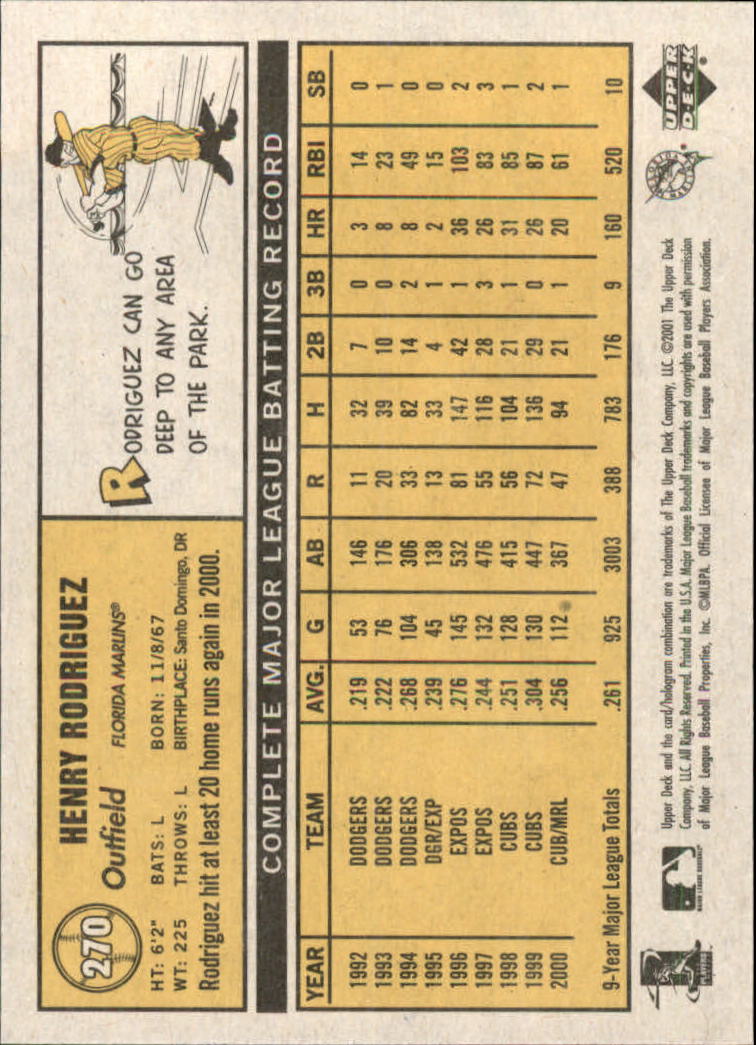 270
HENRY RODRIGUEZ
Outfield FLORIDA MARLINS®
HT: 6'2" BATS: L BORN: 11/8/67
WT: 225 THROWS: L BIRTHPLACE: Santo Domingo, DR
Rodriguez hit at least 20 home runs again in 2000.
RODRIGUEZ CAN GO
DEEP TO ANY AREA
OF THE PARK.
COMPLETE MAJOR LEAGUE BATTING RECORD
YEAR TEAM AVG. G AB R H 2B 3B HR RBI SB
1992 DODGERS .219 53 146 11 32 7 0 3 14 0
1993 DODGERS .222 76 176 20 39 10 0 8 23 1
1994 DODGERS .268 104 306 33 82 14 2 8 49 0
1995 DGR/EXP .239 45 138 13 33 4 1 2 15 0
1996 EXPOS .276 145 532 81 147 42 1 36 103 2
1997 EXPOS .244 132 476 55 116 28 3 26 83 3
1998 CUBS .251 128 415 56 104 21 1 31 85 1
1999 CUBS .304 130 447 72 136 29 0 26 87 2
2000 CUB/MRL .256 112 367 47 94 21 1 20 61 1
9-Year Major League Totals .261 925 3003 388 783 176 9 160 520 10
PLAYERS
Upper Deck and the card/hologram combination are trademarks of The Upper Deck Company, LLC. ©2001 The Upper Deck
Company, LLC. All Rights Reserved. Printed in the U.S.A. Major League Baseball trademarks and copyrights are used with permission
of Major League Baseball Properties, Inc. ©MLBPA. Official Licensee of Major League Baseball Players Association.
FLORIDA
MARLINS
UPPER
DECK